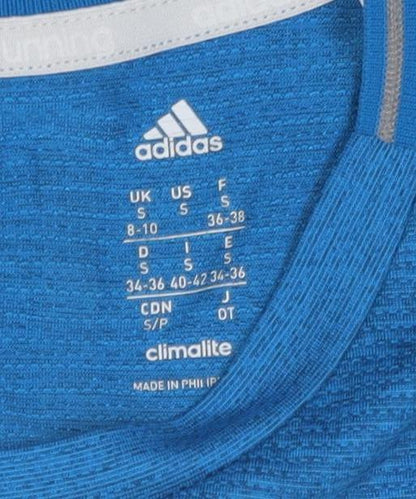 running
adidas
UK US F
S S S
8-10 36-38
D I E
S S S
34-36 40-42 34-36
CDN J
S/P OT
climalite
MADE IN PHILIP